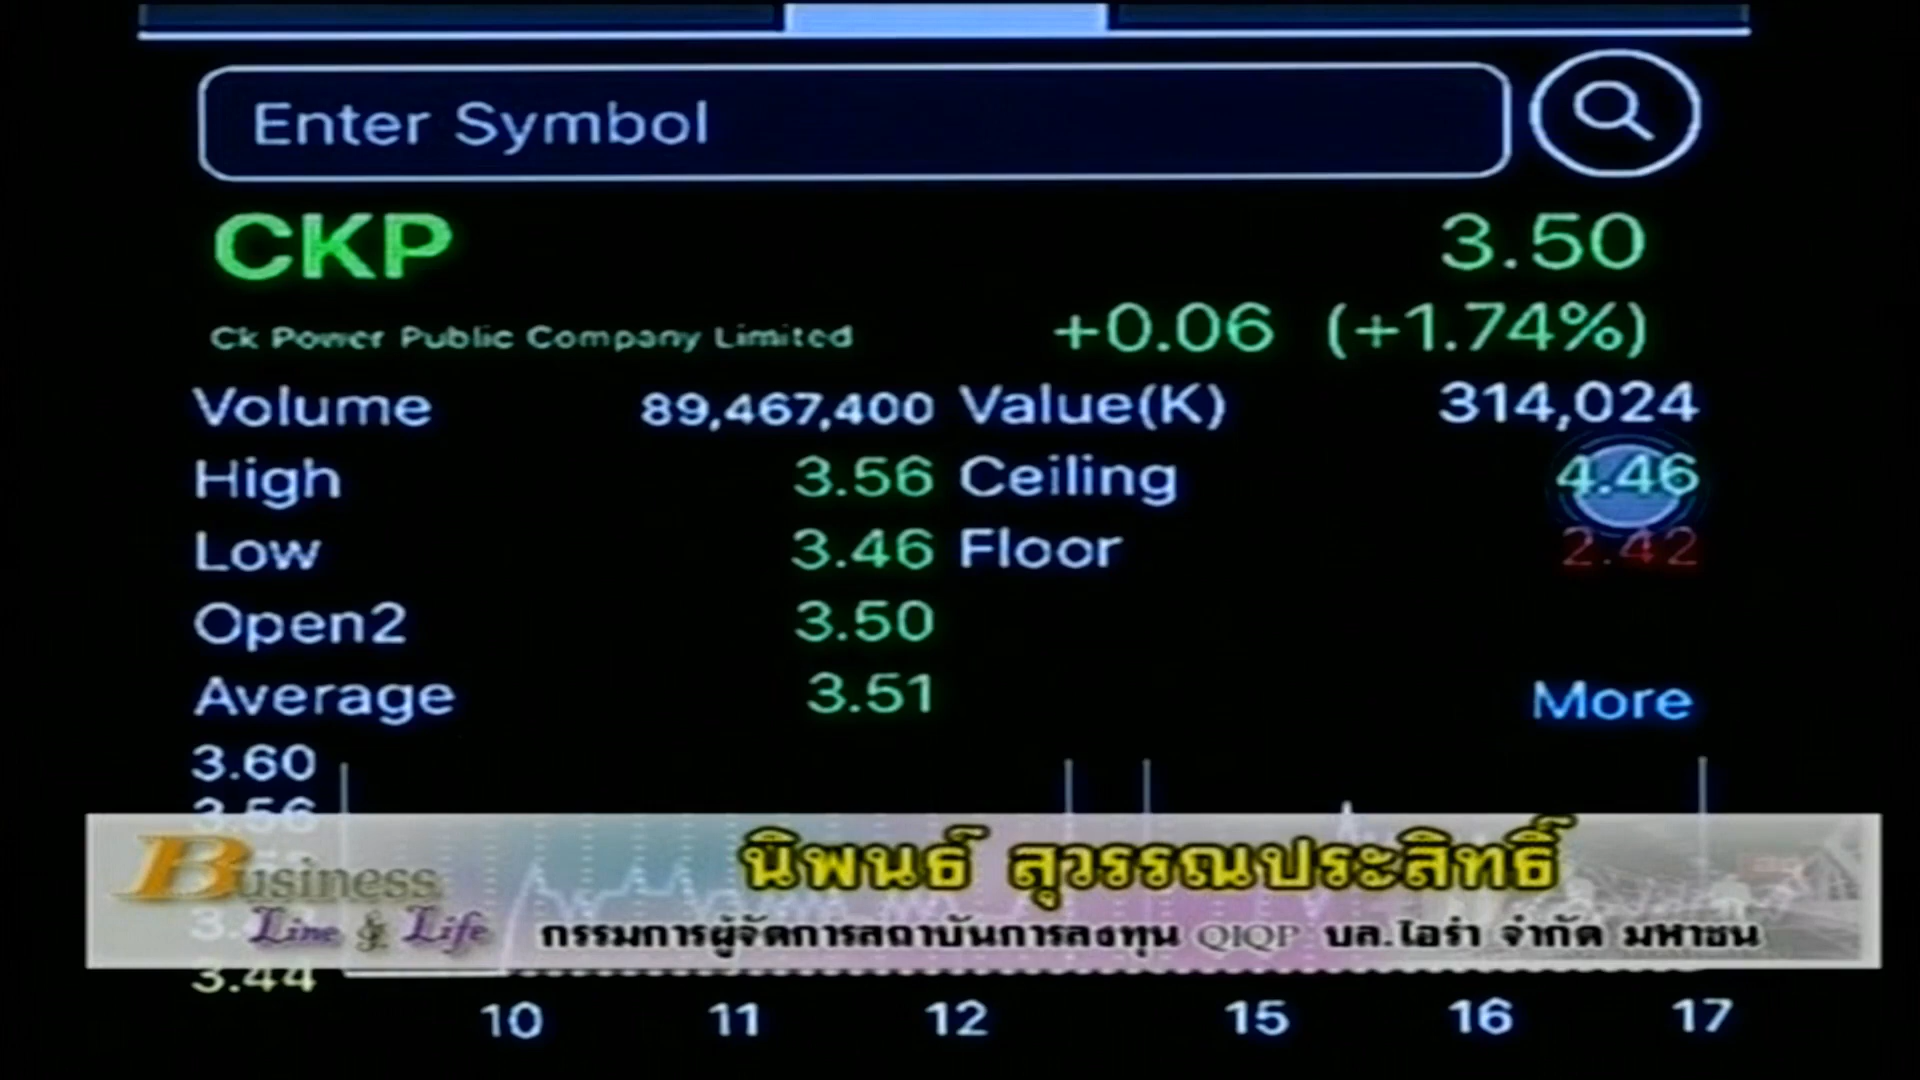 Enter Symbol
CKP 3.50
Ck Power Public Company Limited +0.06 (+1.74%)
Volume 89,467,400 Value(K) 314,024
High 3.56 Ceiling 4.46
Low 3.46 Floor 2.42
Open2 3.50
Average 3.51 More
3.60
3.56
Business
Line & Life
นิพนธ์ สุวรรณประสิทธิ์
กรรมการผู้จัดการสถาบันการลงทุน QIQP บล.ไอร่า จำกัด มหาชน
3.44
10 11 12 15 16 17